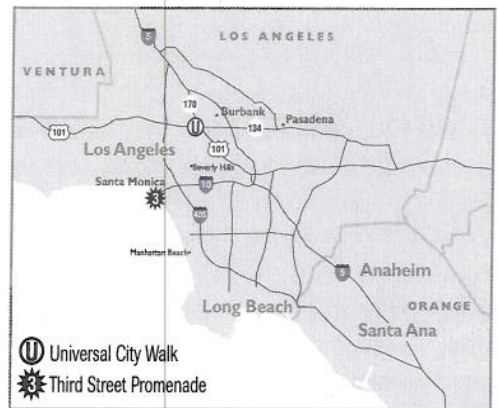 5
LOS ANGELES
VENTURA
170
Burbank
101
U
134
Pasadena
101
Los Angeles
Beverly Hills
Santa Monica
10
3
405
Manhattan Beach
5
Anaheim
Long Beach
ORANGE
Santa Ana
U Universal City Walk
3 Third Street Promenade